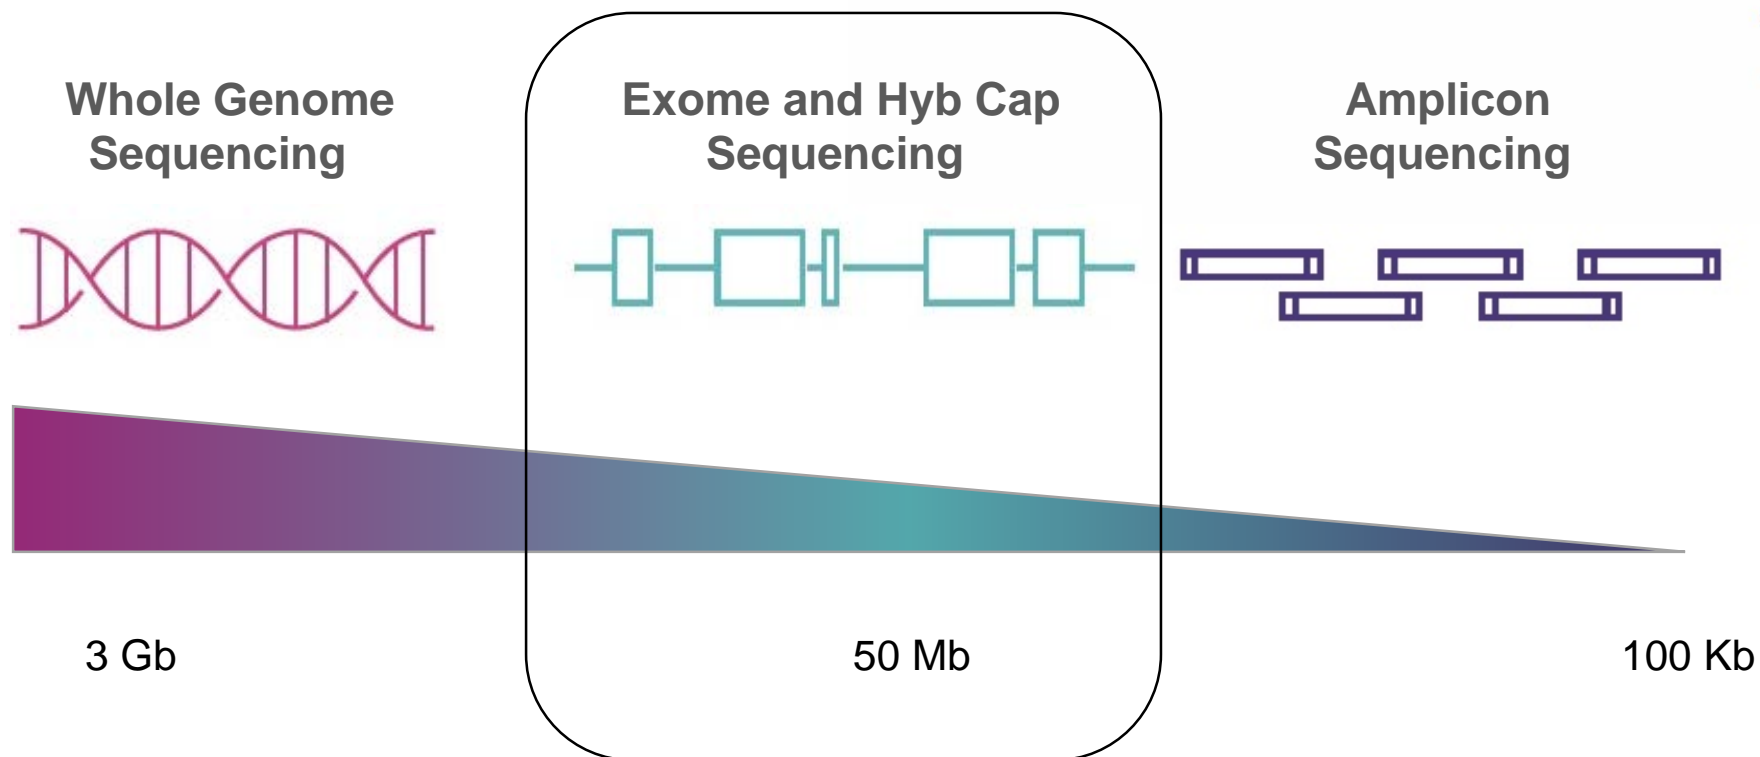 Whole Genome
Sequencing
Exome and Hyb Cap
Sequencing
Amplicon
Sequencing
3 Gb
50 Mb
100 Kb